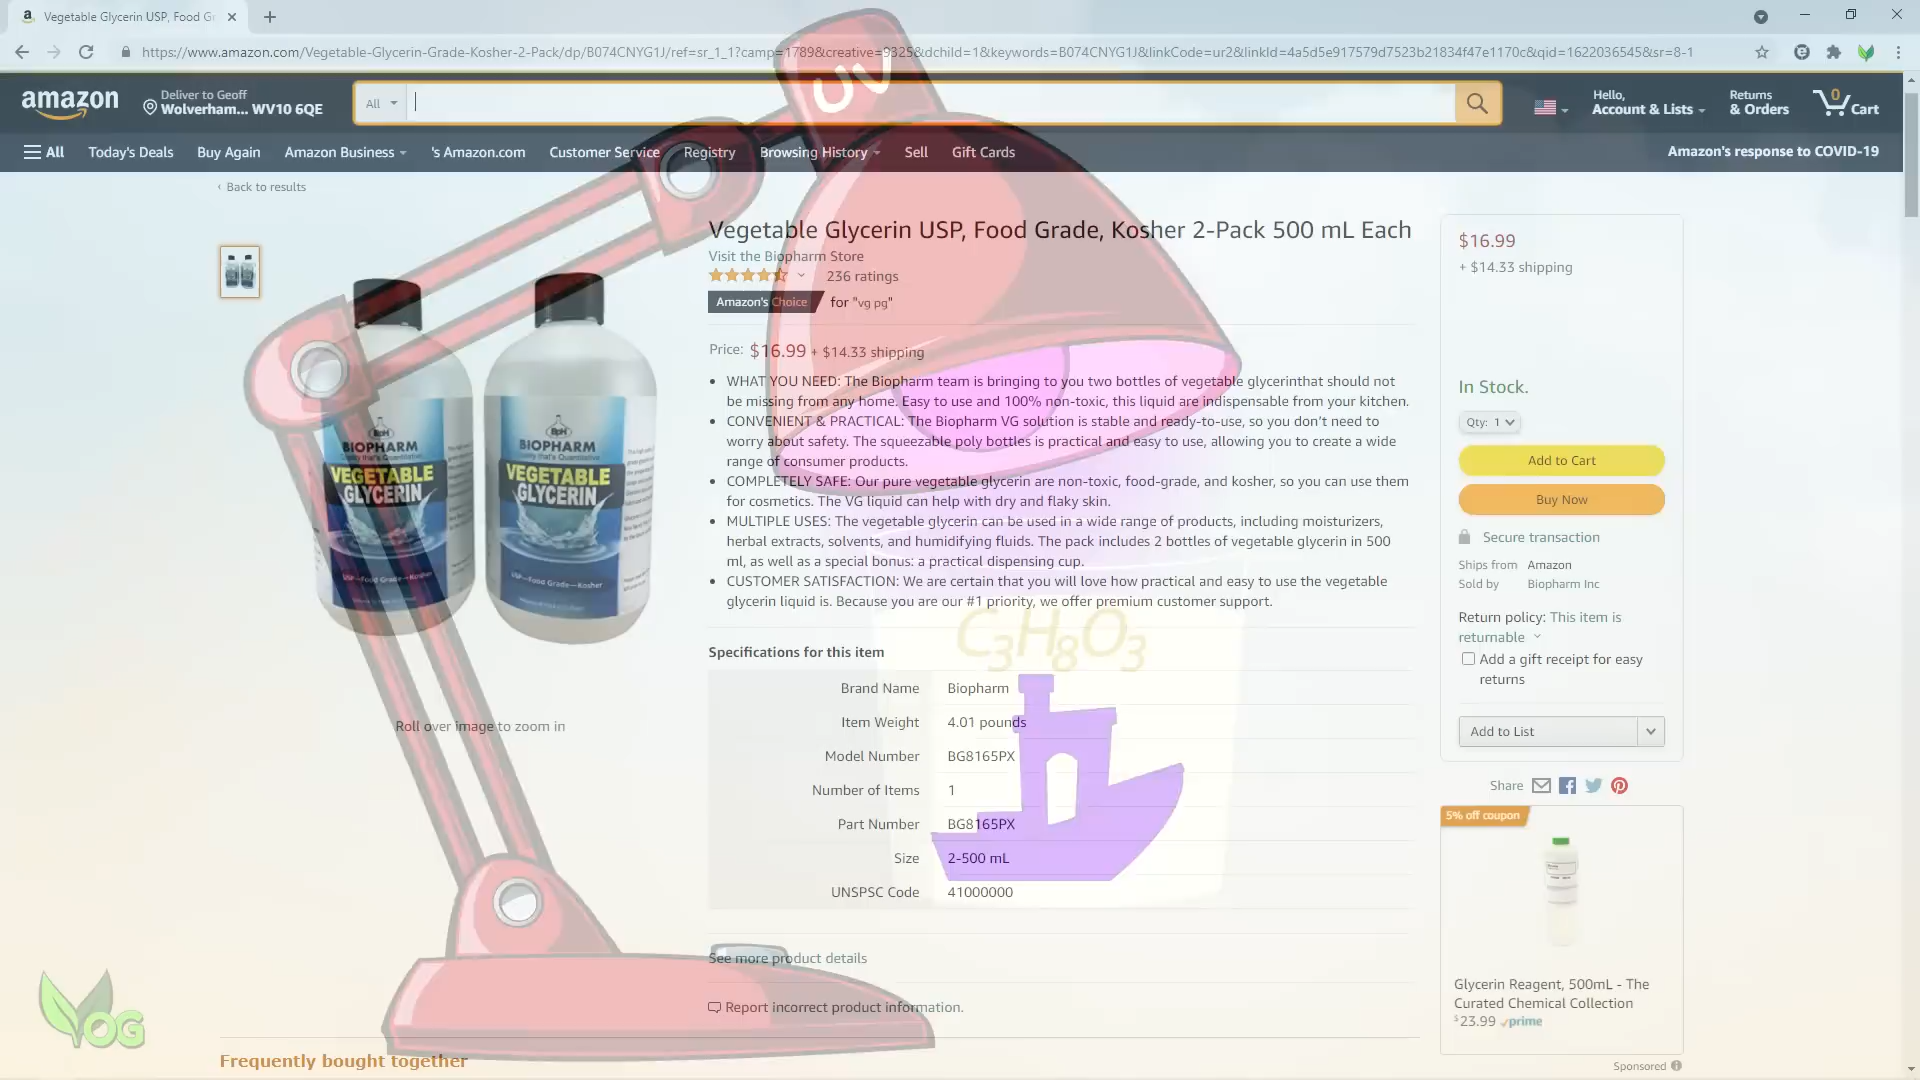 Vegetable Glycerin USP, Food Gr
https://www.amazon.com/Vegetable-Glycerin-Grade-Kosher-2-Pack/dp/B074CNYG1J/ref=sr_1_1?camp=1789&creative=9325&dchild=1&keywords=B074CNYG1J&linkCode=ur2&linkId=4a5d5e917579d7523b21834f47e1170c&qid=1622036545&sr=8-1
UV
amazon
Deliver to Geoff
Wolverham... WV10 6QE
All
Hello,
Account & Lists
Returns
& Orders
0
Cart
All
Today's Deals
Buy Again
Amazon Business
's Amazon.com
Customer Service
Registry
Browsing History
Sell
Gift Cards
Amazon's response to COVID-19
‹ Back to results
Vegetable Glycerin USP, Food Grade, Kosher 2-Pack 500 mL Each
Visit the Biopharm Store
236 ratings
Amazon's Choice for "vg pg"
Price: $16.99 + $14.33 shipping
• WHAT YOU NEED: The Biopharm team is bringing to you two bottles of vegetable glycerinthat should not
be missing from any home. Easy to use and 100% non-toxic, this liquid are indispensable from your kitchen.
• CONVENIENT & PRACTICAL: The Biopharm VG solution is stable and ready-to-use, so you don't need to
worry about safety. The squeezable poly bottles is practical and easy to use, allowing you to create a wide
range of consumer products.
• COMPLETELY SAFE: Our pure vegetable glycerin are non-toxic, food-grade, and kosher, so you can use them
for cosmetics. The VG liquid can help with dry and flaky skin.
• MULTIPLE USES: The vegetable glycerin can be used in a wide range of products, including moisturizers,
herbal extracts, solvents, and humidifying fluids. The pack includes 2 bottles of vegetable glycerin in 500
ml, as well as a special bonus: a practical dispensing cup.
• CUSTOMER SATISFACTION: We are certain that you will love how practical and easy to use the vegetable
glycerin liquid is. Because you are our #1 priority, we offer premium customer support.
C3H8O3
Specifications for this item
Brand Name Biopharm
Item Weight 4.01 pounds
Model Number BG8165PX
Number of Items 1
Part Number BG8165PX
Size 2-500 mL
UNSPSC Code 41000000
See more product details
Report incorrect product information.
BPH
BIOPHARM
VEGETABLE
GLYCERIN
USP—Food Grade—Kosher
BPH
BIOPHARM
VEGETABLE
GLYCERIN
USP—Food Grade—Kosher
Roll over image to zoom in
$16.99
+ $14.33 shipping
In Stock.
Qty: 1
Add to Cart
Buy Now
Secure transaction
Ships from Amazon
Sold by Biopharm Inc
Return policy: This item is
returnable
Add a gift receipt for easy
returns
Add to List
Share
5% off coupon
Glycerin Reagent, 500mL - The
Curated Chemical Collection
$23.99 prime
Sponsored
OG
Frequently bought together